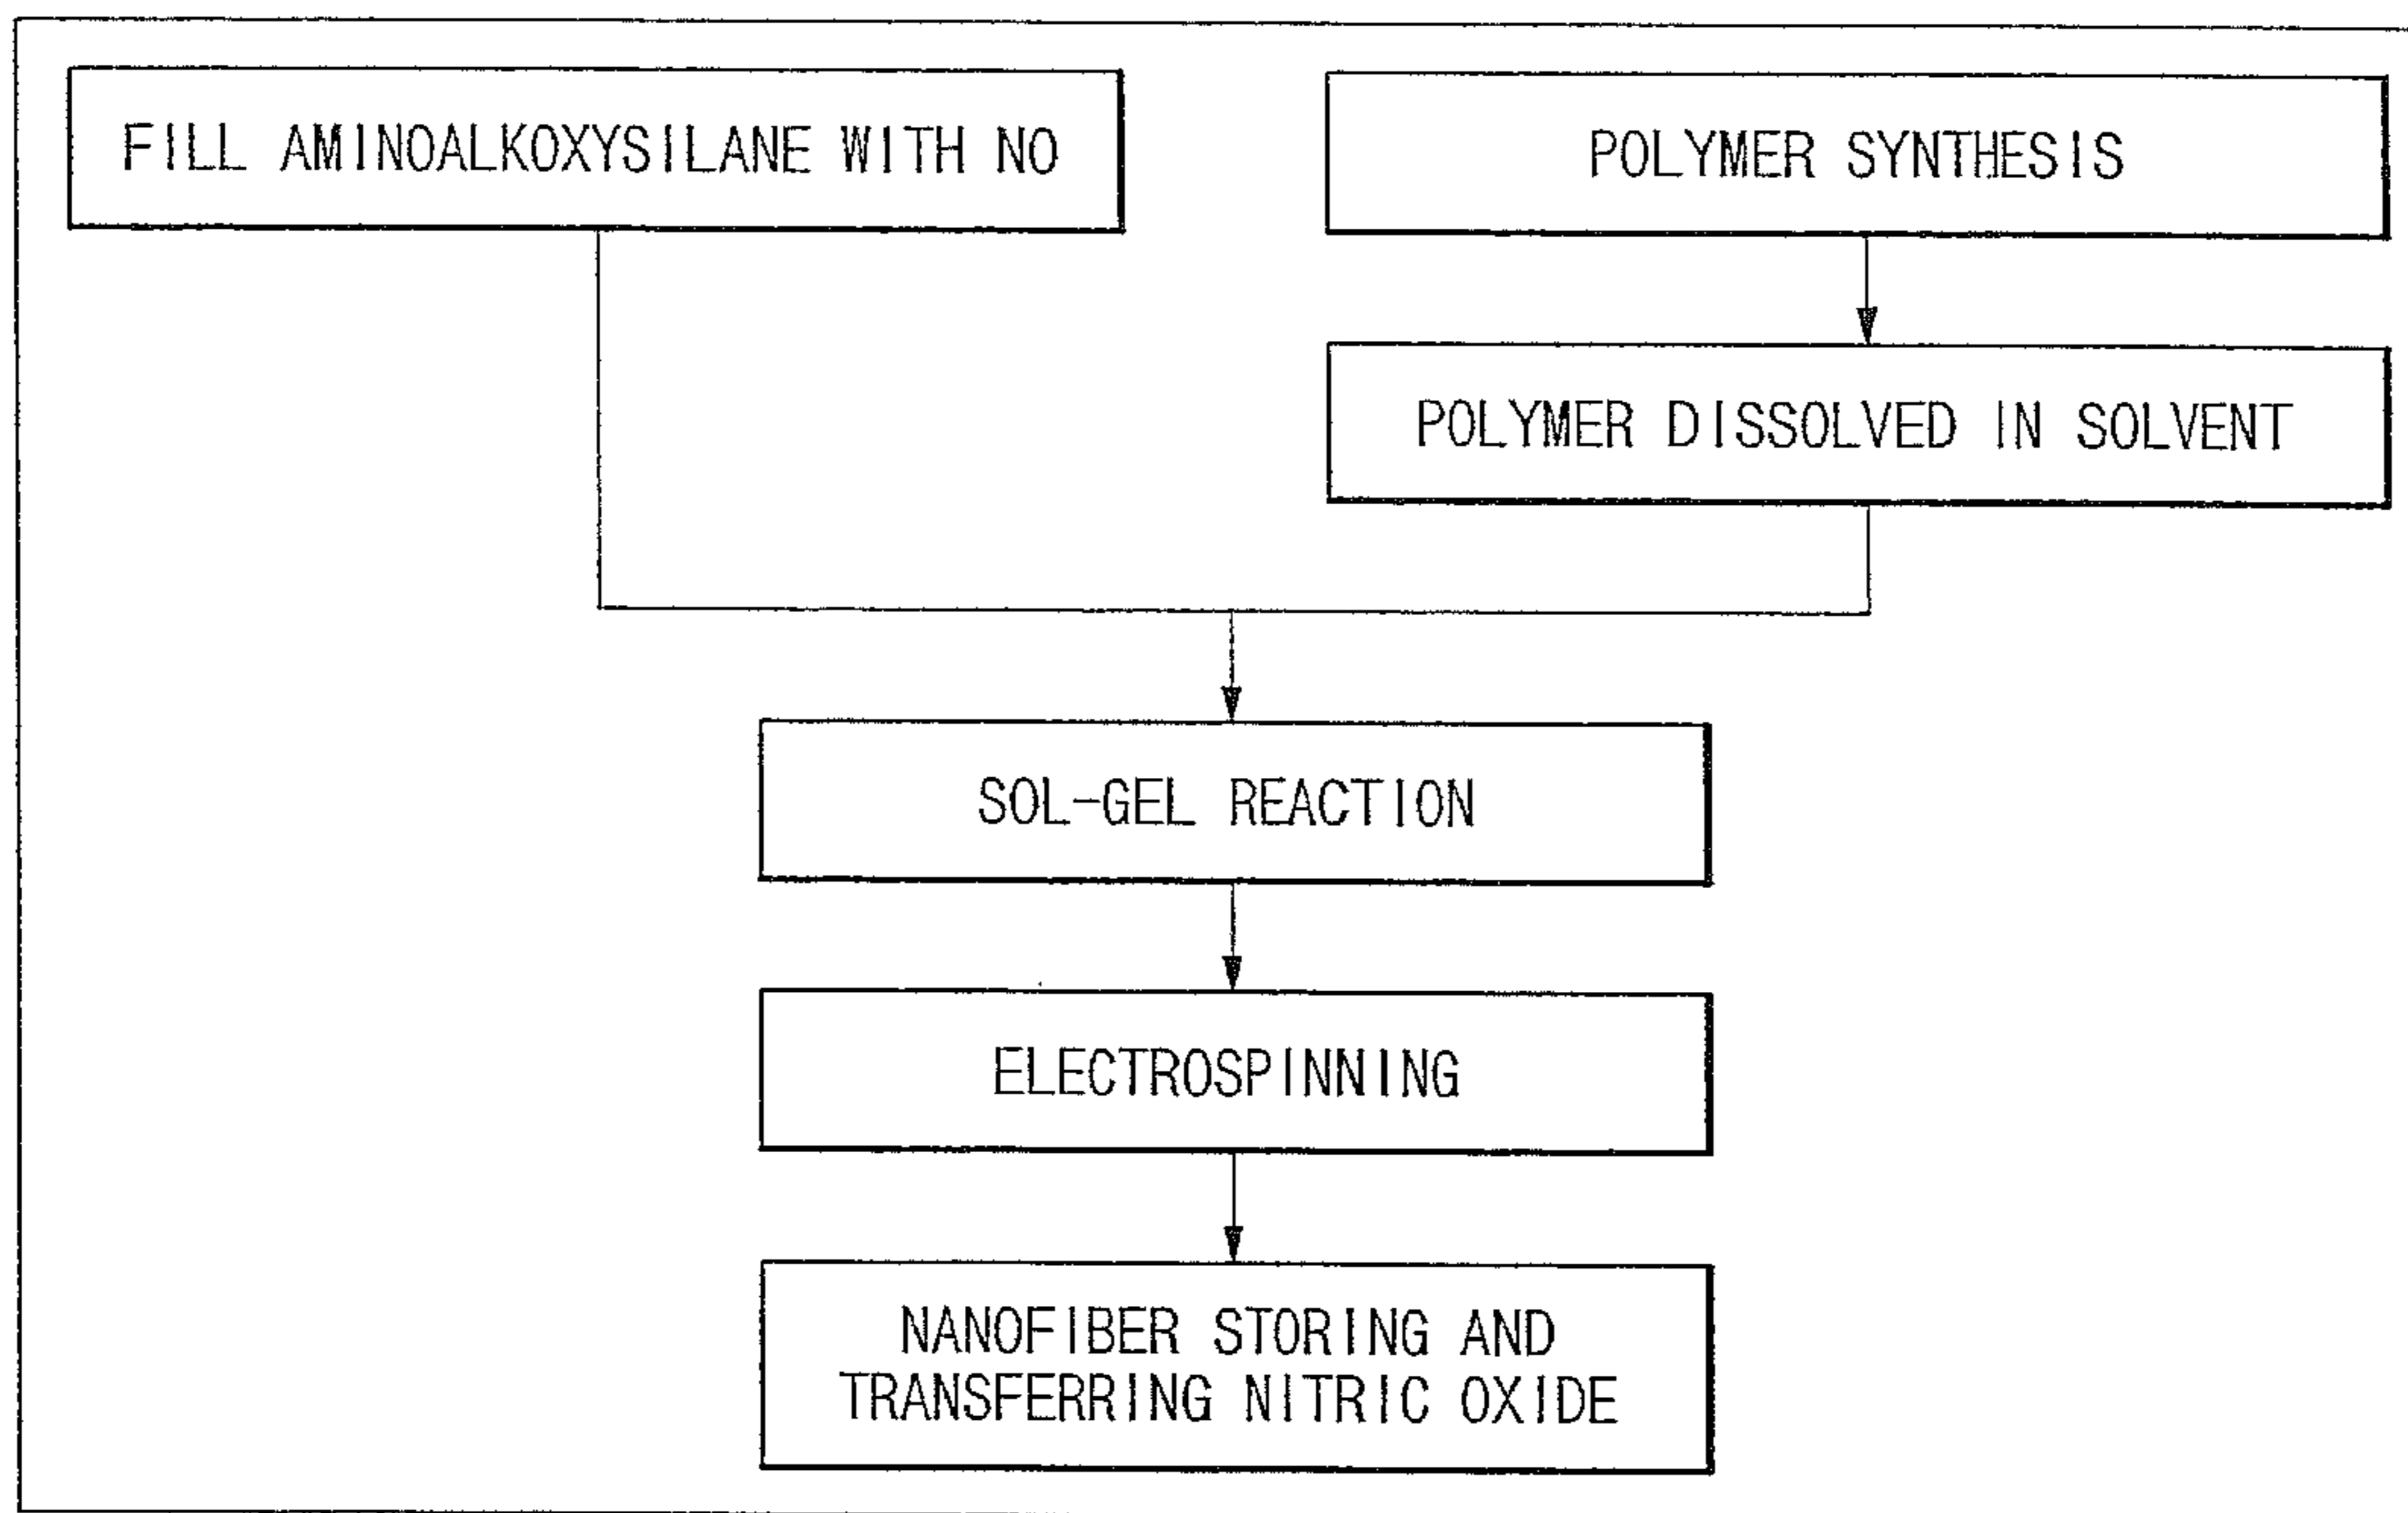 FILL AMINOALKOXYSILANE WITH NO
POLYMER SYNTHESIS
POLYMER DISSOLVED IN SOLVENT
SOL-GEL REACTION
ELECTROSPINNING
NANOFIBER STORING AND
TRANSFERRING NITRIC OXIDE